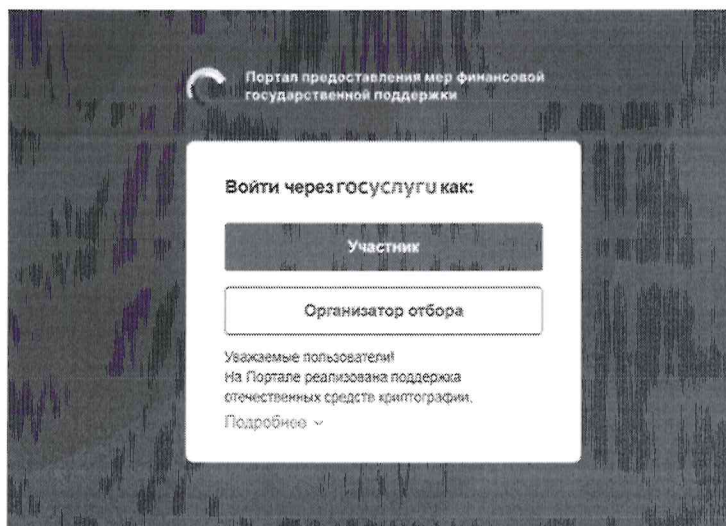 Портал предоставления мер финансовой
государственной поддержки
Войти через госуслуги как:
Участник
Организатор отбора
Уважаемые пользователи!
На Портале реализована поддержка
отечественных средств криптографии.
Подробнее